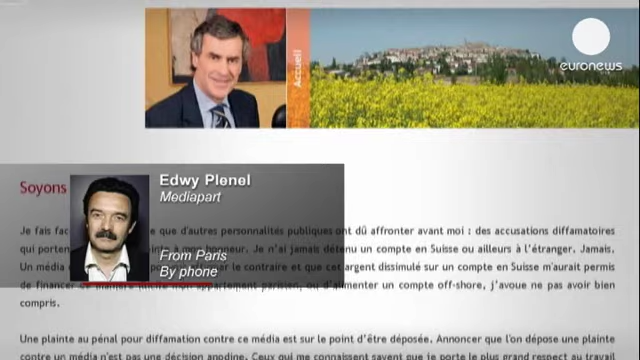 Accueil
euronews
Edwy Plenel
Mediapart
From Paris
By phone
Soyons
Je fais fac que d'autres personnalités publiques ont dû affronter avant moi : des accusations diffamatoires
qui porten à mon honneur. Je n'ai jamais détenu un compte en Suisse ou ailleurs à l'étranger. Jamais.
Un média le contraire et que cet argent dissimulé sur un compte en Suisse m'aurait permis
de financer de manière illicite mon appartement parisien, ou d'alimenter un compte off-shore, j'avoue ne pas avoir bien
compris.
Une plainte au pénal pour diffamation contre ce média est sur le point d'être déposée. Annoncer que l'on dépose une plainte
contre un média n'est pas une décision anodine. Ceux qui me connaissent savent que je porte le plus grand respect au travail